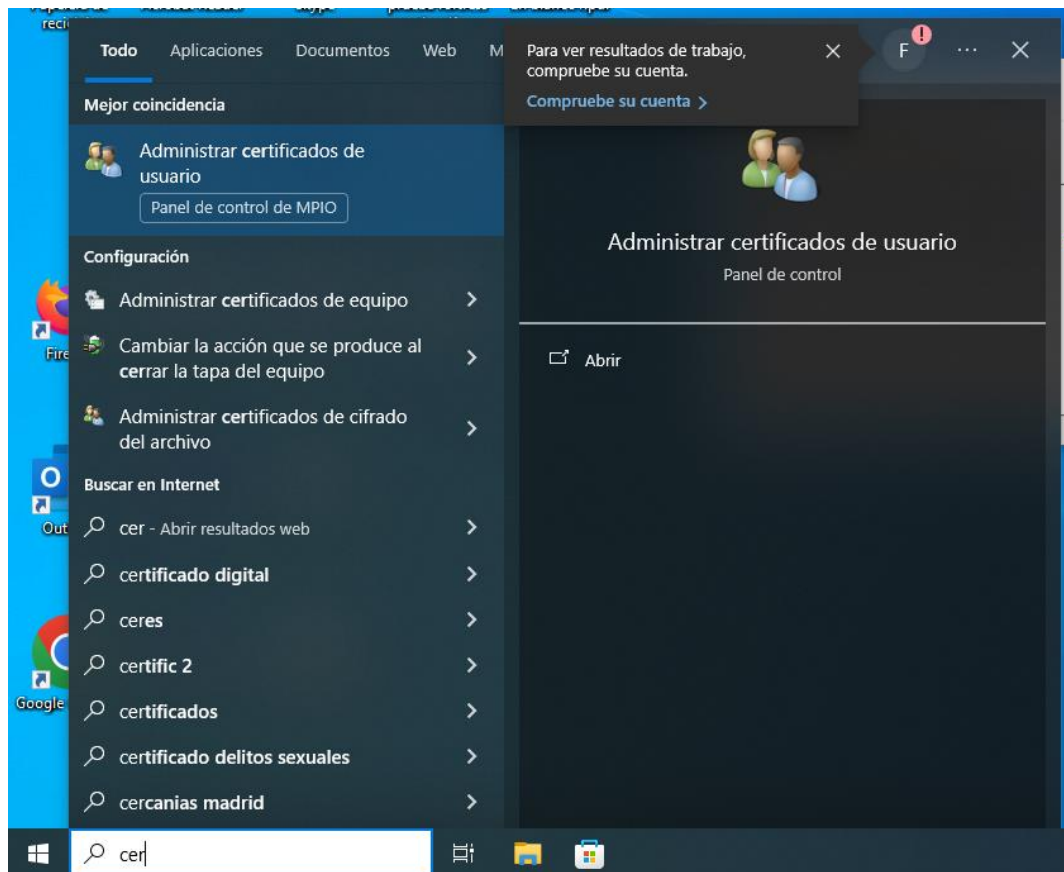 reci
Todo Aplicaciones Documentos Web M
Para ver resultados de trabajo,
compruebe su cuenta.
Compruebe su cuenta
F
Mejor coincidencia
Administrar certificados de
usuario
Panel de control de MPIO
Configuración
Administrar certificados de equipo
Cambiar la acción que se produce al
cerrar la tapa del equipo
Administrar certificados de cifrado
del archivo
Buscar en Internet
cer - Abrir resultados web
certificado digital
ceres
certific 2
certificados
certificado delitos sexuales
cercanias madrid
Administrar certificados de usuario
Panel de control
Abrir
Fire
Out
Google
cer